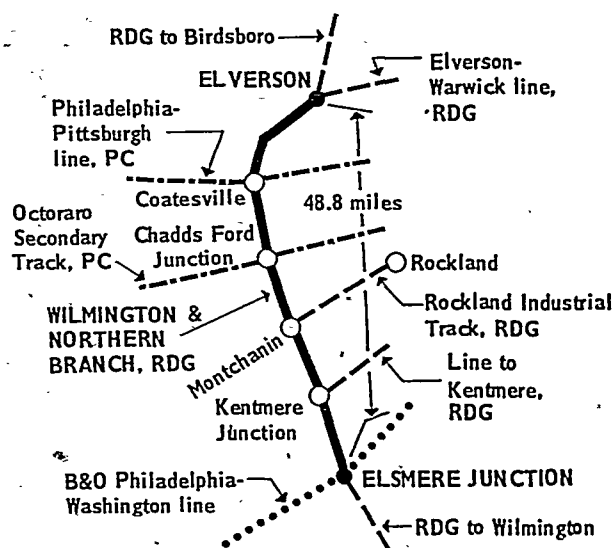 RDG to Birdsboro
ELVERSON
Elverson-
Warwick line,
RDG
Philadelphia-
Pittsburgh
line, PC
Coatesville
48.8 miles
Octoraro
Secondary
Track, PC
Chadds Ford
Junction
Rockland
WILMINGTON &
NORTHERN
BRANCH, RDG
Rockland Industrial
Track, RDG
Montchanin
Line to
Kentmere,
RDG
Kentmere
Junction
B&O Philadelphia-
Washington line
ELSMERE JUNCTION
RDG to Wilmington